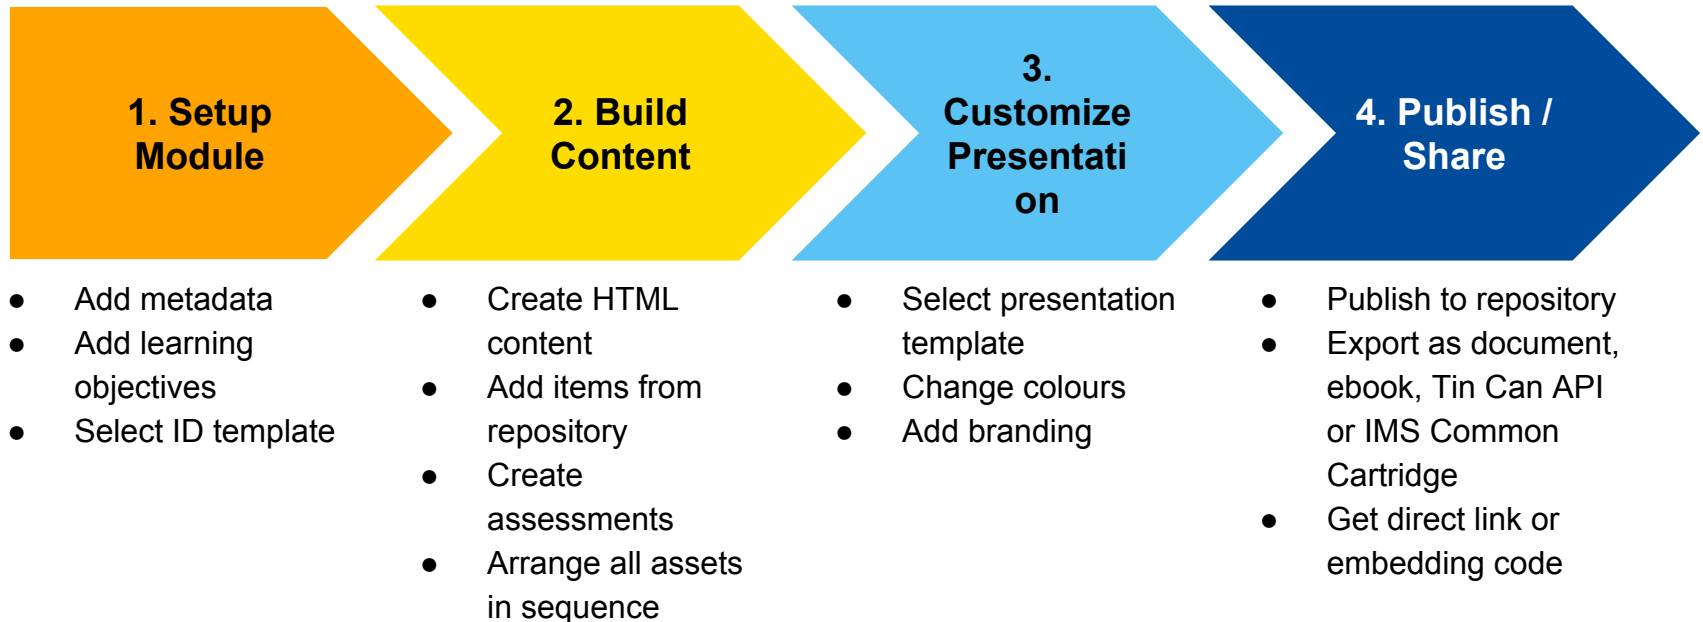 1. Setup
Module
2. Build
Content
3.
Customize
Presentati
on
4. Publish /
Share
● Add metadata
● Add learning
objectives
● Select ID template
● Create HTML
content
● Add items from
repository
● Create
assessments
● Arrange all assets
in sequence
● Select presentation
template
● Change colours
● Add branding
● Publish to repository
● Export as document,
ebook, Tin Can API
or IMS Common
Cartridge
● Get direct link or
embedding code